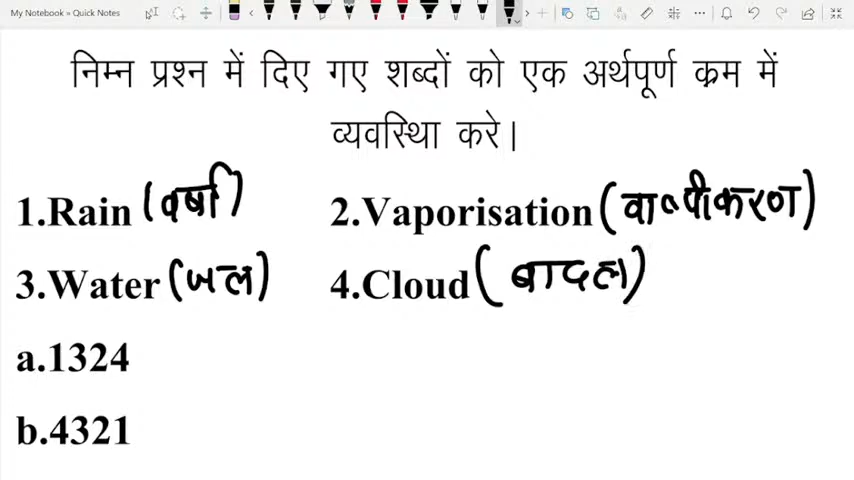 My Notebook » Quick Notes
निम्न प्रश्न में दिए गए शब्दों को एक अर्थपूर्ण क्रम में
व्यवस्थिा करे।
1.Rain (वर्षा) 2.Vaporisation (वाष्पीकरण)
3.Water (जल) 4.Cloud (बादल)
a.1324
b.4321